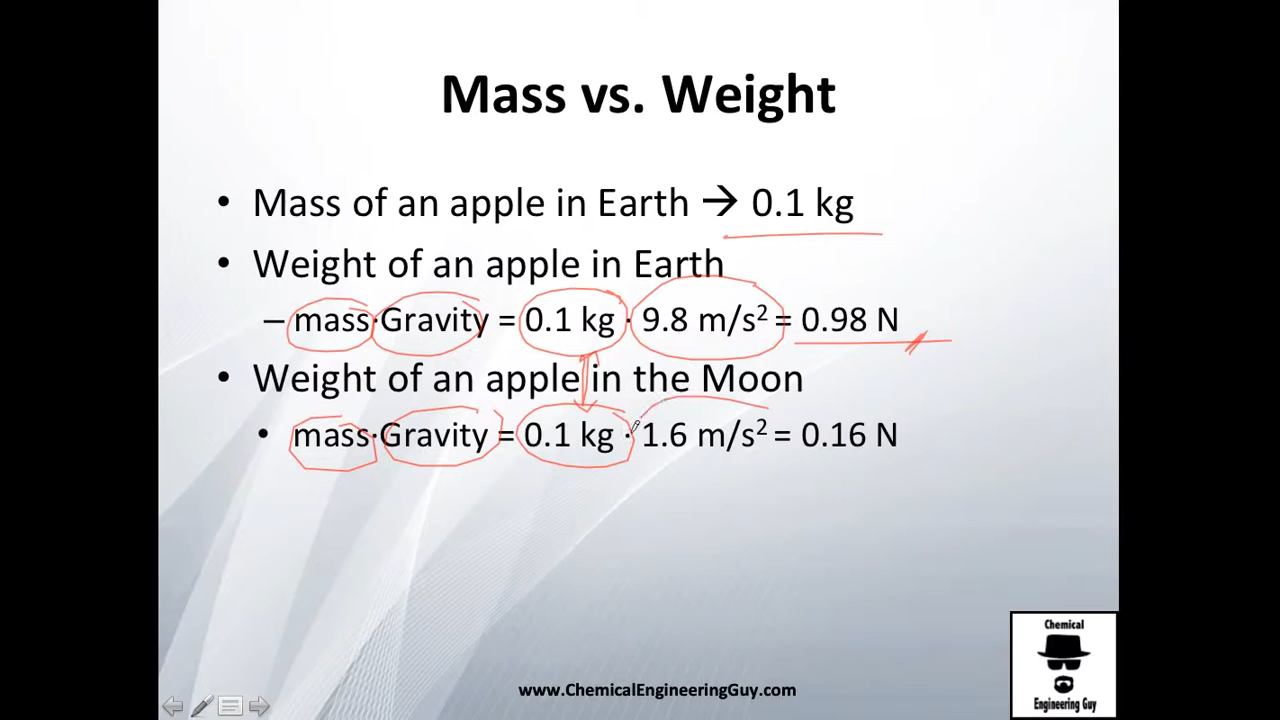 Mass vs. Weight
• Mass of an apple in Earth → 0.1 kg
• Weight of an apple in Earth
– mass·Gravity = 0.1 kg · 9.8 m/s² = 0.98 N
• Weight of an apple in the Moon
• mass·Gravity = 0.1 kg · 1.6 m/s² = 0.16 N
Chemical
Engineering Guy
www.ChemicalEngineeringGuy.com